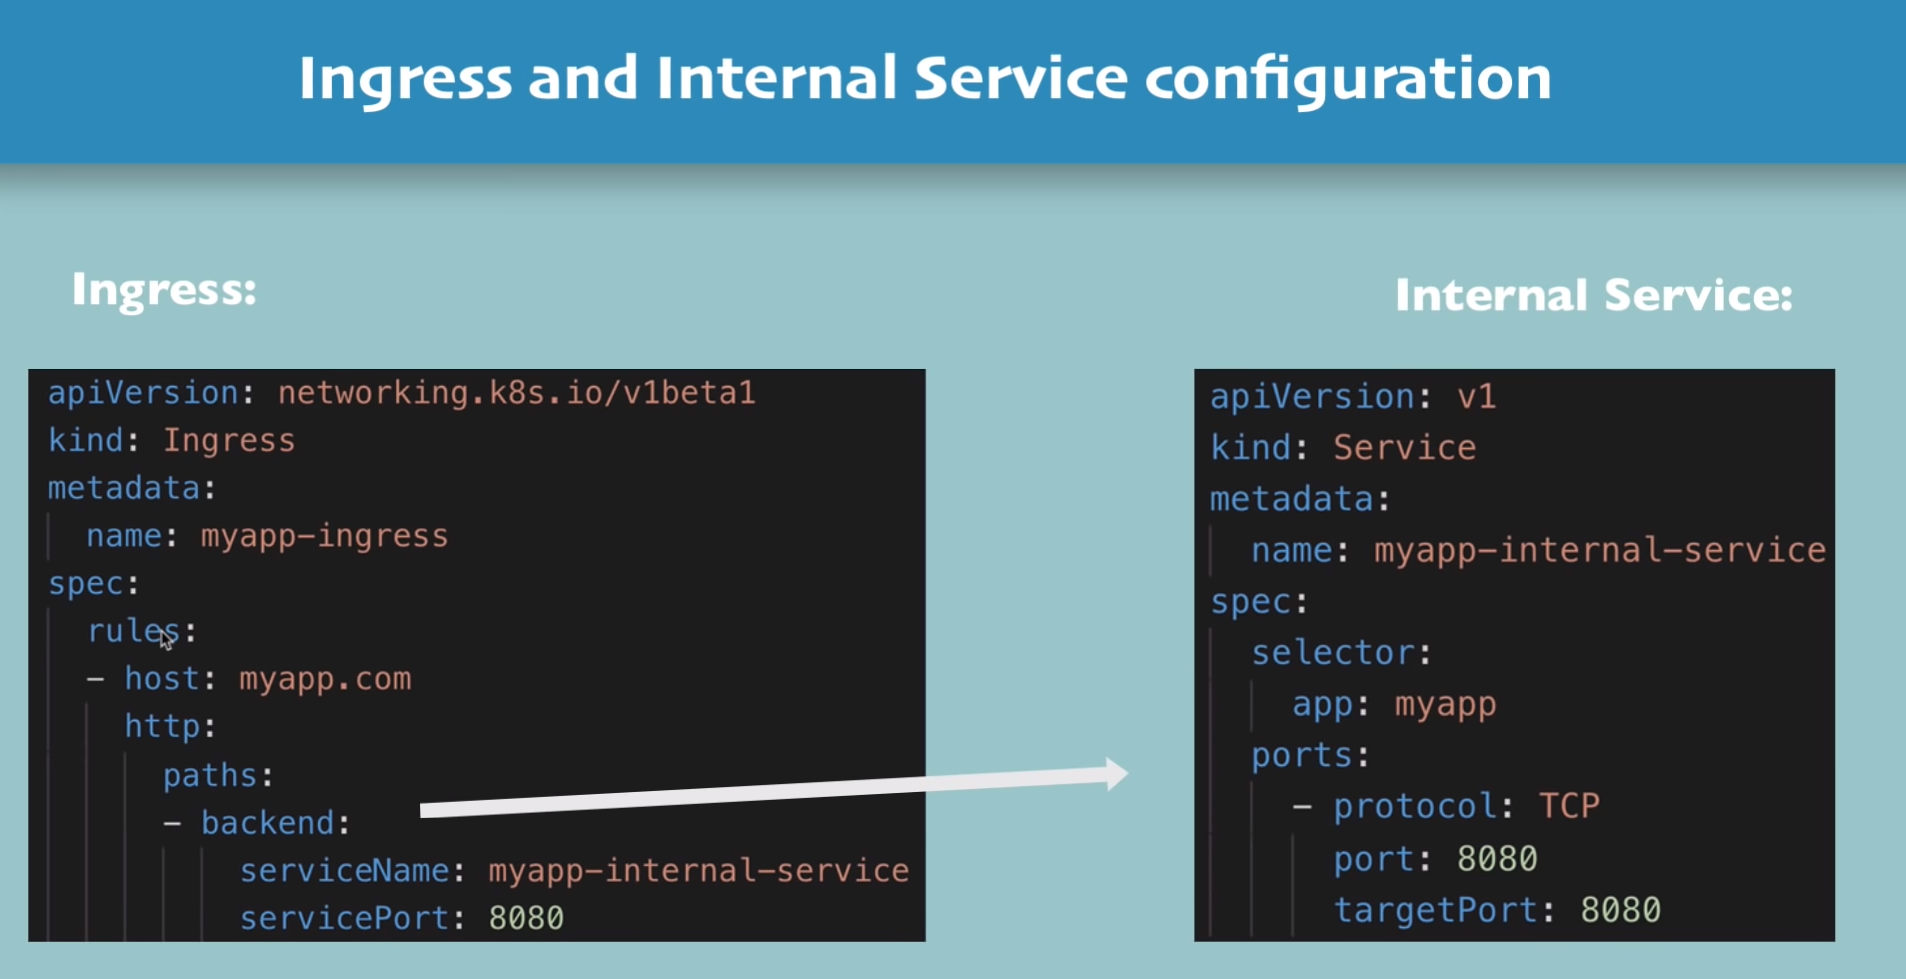 Ingress and Internal Service configuration
Ingress:
apiVersion: networking.k8s.io/v1beta1
kind: Ingress
metadata:
  name: myapp-ingress
spec:
  rules:
  - host: myapp.com
    http:
      paths:
      - backend:
          serviceName: myapp-internal-service
          servicePort: 8080
Internal Service:
apiVersion: v1
kind: Service
metadata:
  name: myapp-internal-service
spec:
  selector:
    app: myapp
  ports:
    - protocol: TCP
      port: 8080
      targetPort: 8080